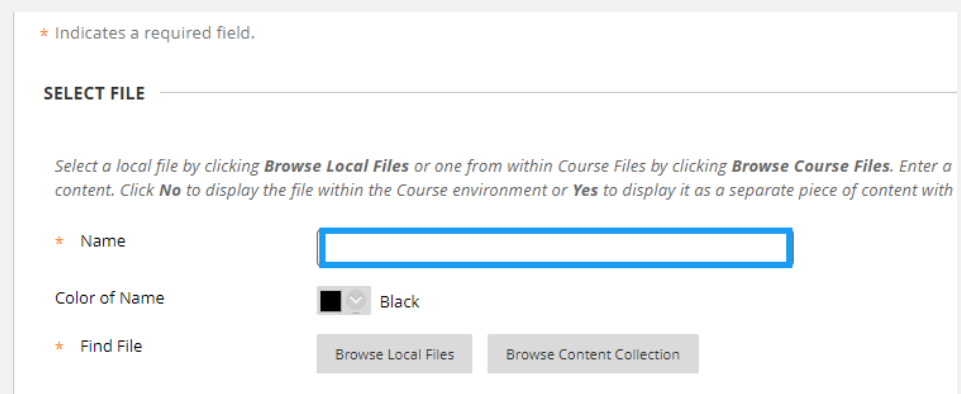 * Indicates a required field.
SELECT FILE
Select a local file by clicking Browse Local Files or one from within Course Files by clicking Browse Course Files. Enter a
content. Click No to display the file within the Course environment or Yes to display it as a separate piece of content with
* Name
Color of Name Black
* Find File Browse Local Files Browse Content Collection